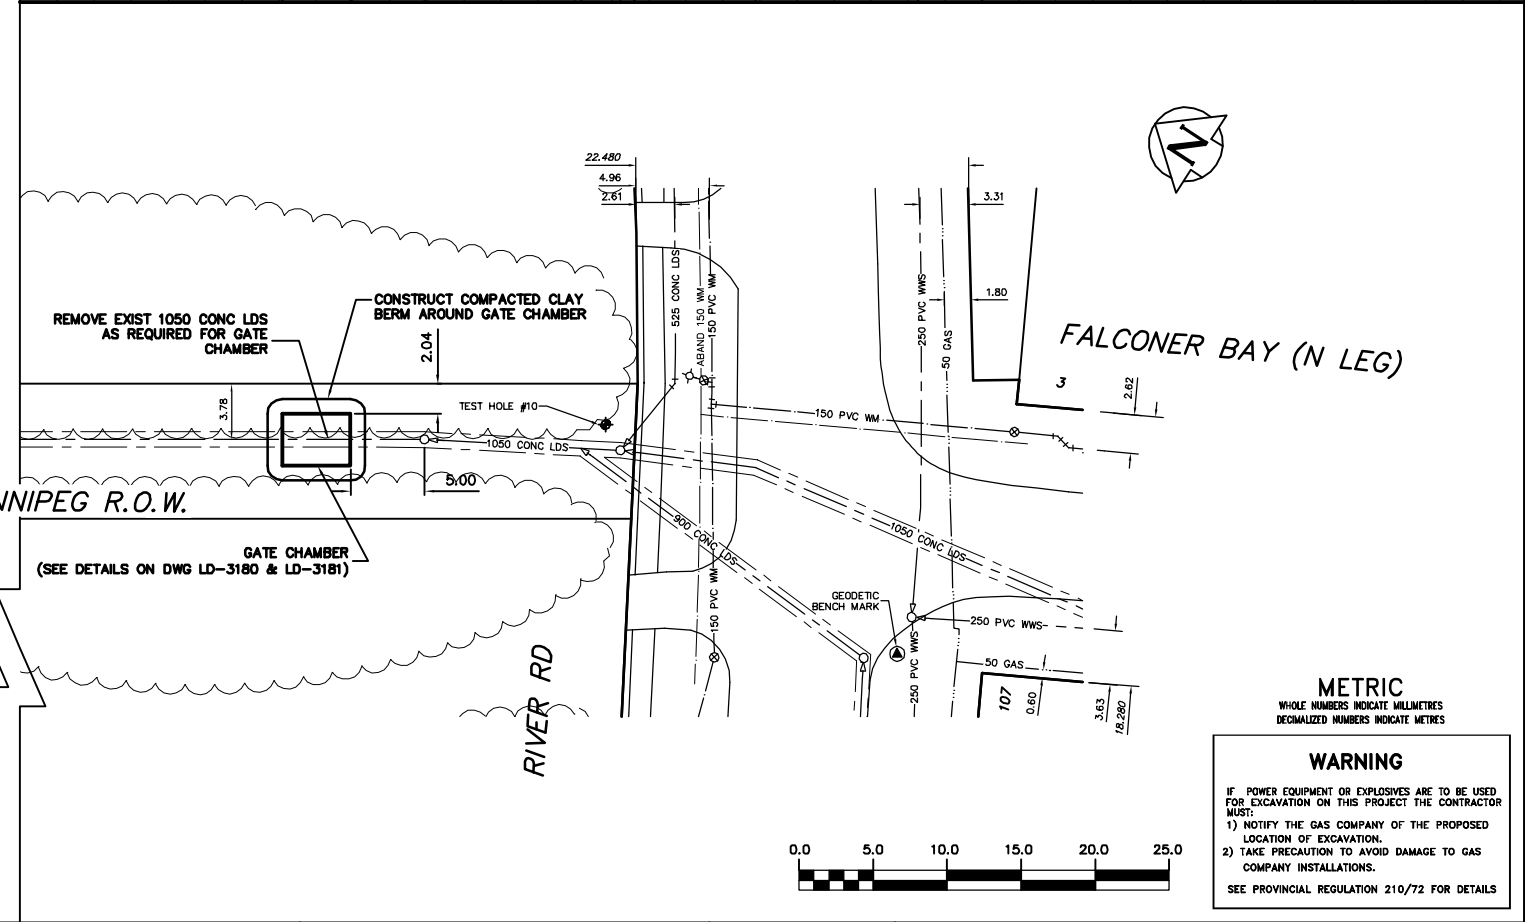 N
22.480
4.96
2.61
3.31
1.80
525 CONC LDS
ABAND 150 WM
150 PVC WM
250 PVC WWS
50 GAS
CONSTRUCT COMPACTED CLAY
BERM AROUND GATE CHAMBER
REMOVE EXIST 1050 CONC LDS
AS REQUIRED FOR GATE
CHAMBER
2.04
FALCONER BAY (N LEG)
3
2.62
3.78
TEST HOLE #10
150 PVC WM
1050 CONC LDS
5.00
NNIPEG R.O.W.
900 CONC LDS
1050 CONC LDS
GATE CHAMBER
(SEE DETAILS ON DWG LD-3180 & LD-3181)
150 PVC WM
GEODETIC
BENCH MARK
250 PVC WWS
250 PVC WWS
50 GAS
RIVER RD
107
0.60
3.63
18.280
METRIC
WHOLE NUMBERS INDICATE MILLIMETRES
DECIMALIZED NUMBERS INDICATE METRES
WARNING
IF POWER EQUIPMENT OR EXPLOSIVES ARE TO BE USED
FOR EXCAVATION ON THIS PROJECT THE CONTRACTOR
MUST:
1) NOTIFY THE GAS COMPANY OF THE PROPOSED
LOCATION OF EXCAVATION.
2) TAKE PRECAUTION TO AVOID DAMAGE TO GAS
COMPANY INSTALLATIONS.
SEE PROVINCIAL REGULATION 210/72 FOR DETAILS
0.0 5.0 10.0 15.0 20.0 25.0